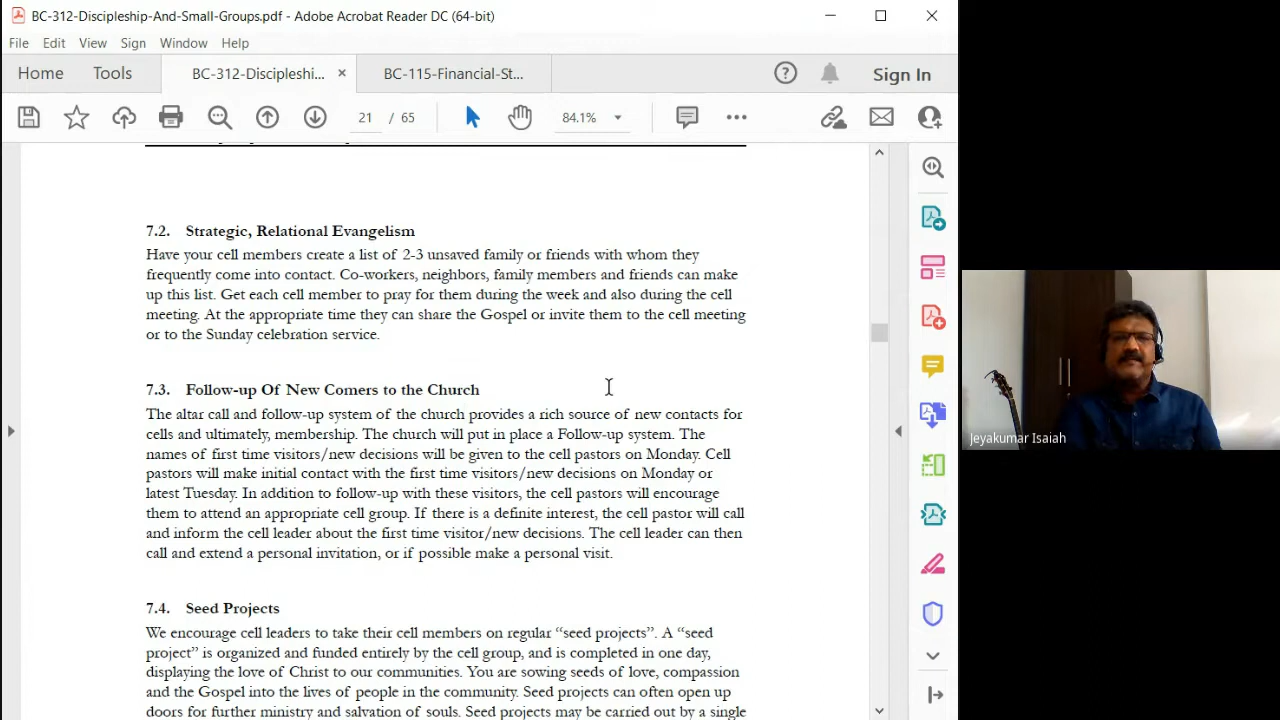 BC-312-Discipleship-And-Small-Groups.pdf - Adobe Acrobat Reader DC (64-bit)
File Edit View Sign Window Help
Home Tools BC-312-Discipleshi... × BC-115-Financial-St... ? Sign In
21 / 65 84.1%
7.2. Strategic, Relational Evangelism
Have your cell members create a list of 2-3 unsaved family or friends with whom they
frequently come into contact. Co-workers, neighbors, family members and friends can make
up this list. Get each cell member to pray for them during the week and also during the cell
meeting. At the appropriate time they can share the Gospel or invite them to the cell meeting
or to the Sunday celebration service.
7.3. Follow-up Of New Comers to the Church
The altar call and follow-up system of the church provides a rich source of new contacts for
cells and ultimately, membership. The church will put in place a Follow-up system. The
names of first time visitors/new decisions will be given to the cell pastors on Monday. Cell
pastors will make initial contact with the first time visitors/new decisions on Monday or
latest Tuesday. In addition to follow-up with these visitors, the cell pastors will encourage
them to attend an appropriate cell group. If there is a definite interest, the cell pastor will call
and inform the cell leader about the first time visitor/new decisions. The cell leader can then
call and extend a personal invitation, or if possible make a personal visit.
7.4. Seed Projects
We encourage cell leaders to take their cell members on regular “seed projects”. A “seed
project” is organized and funded entirely by the cell group, and is completed in one day,
displaying the love of Christ to our communities. You are sowing seeds of love, compassion
and the Gospel into the lives of people in the community. Seed projects can often open up
doors for further ministry and salvation of souls. Seed projects may be carried out by a single
Jeyakumar Isaiah